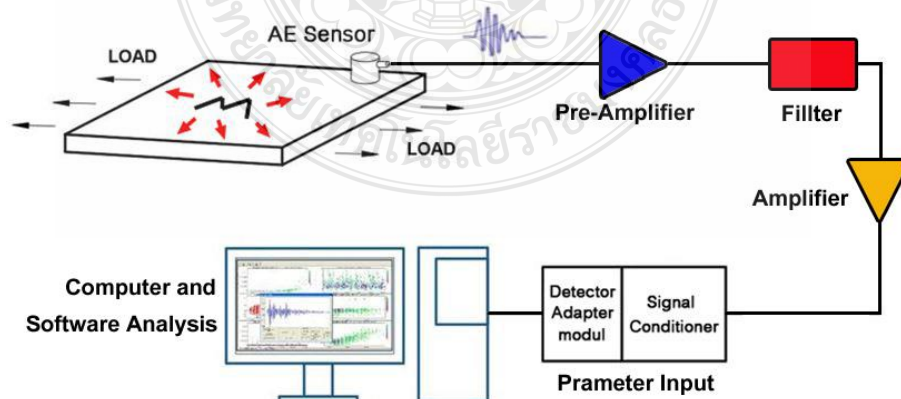 AE Sensor
LOAD
LOAD
Pre-Amplifier
Fillter
Amplifier
Computer and
Software Analysis
Detector
Adapter
modul
Signal
Conditioner
Prameter Input